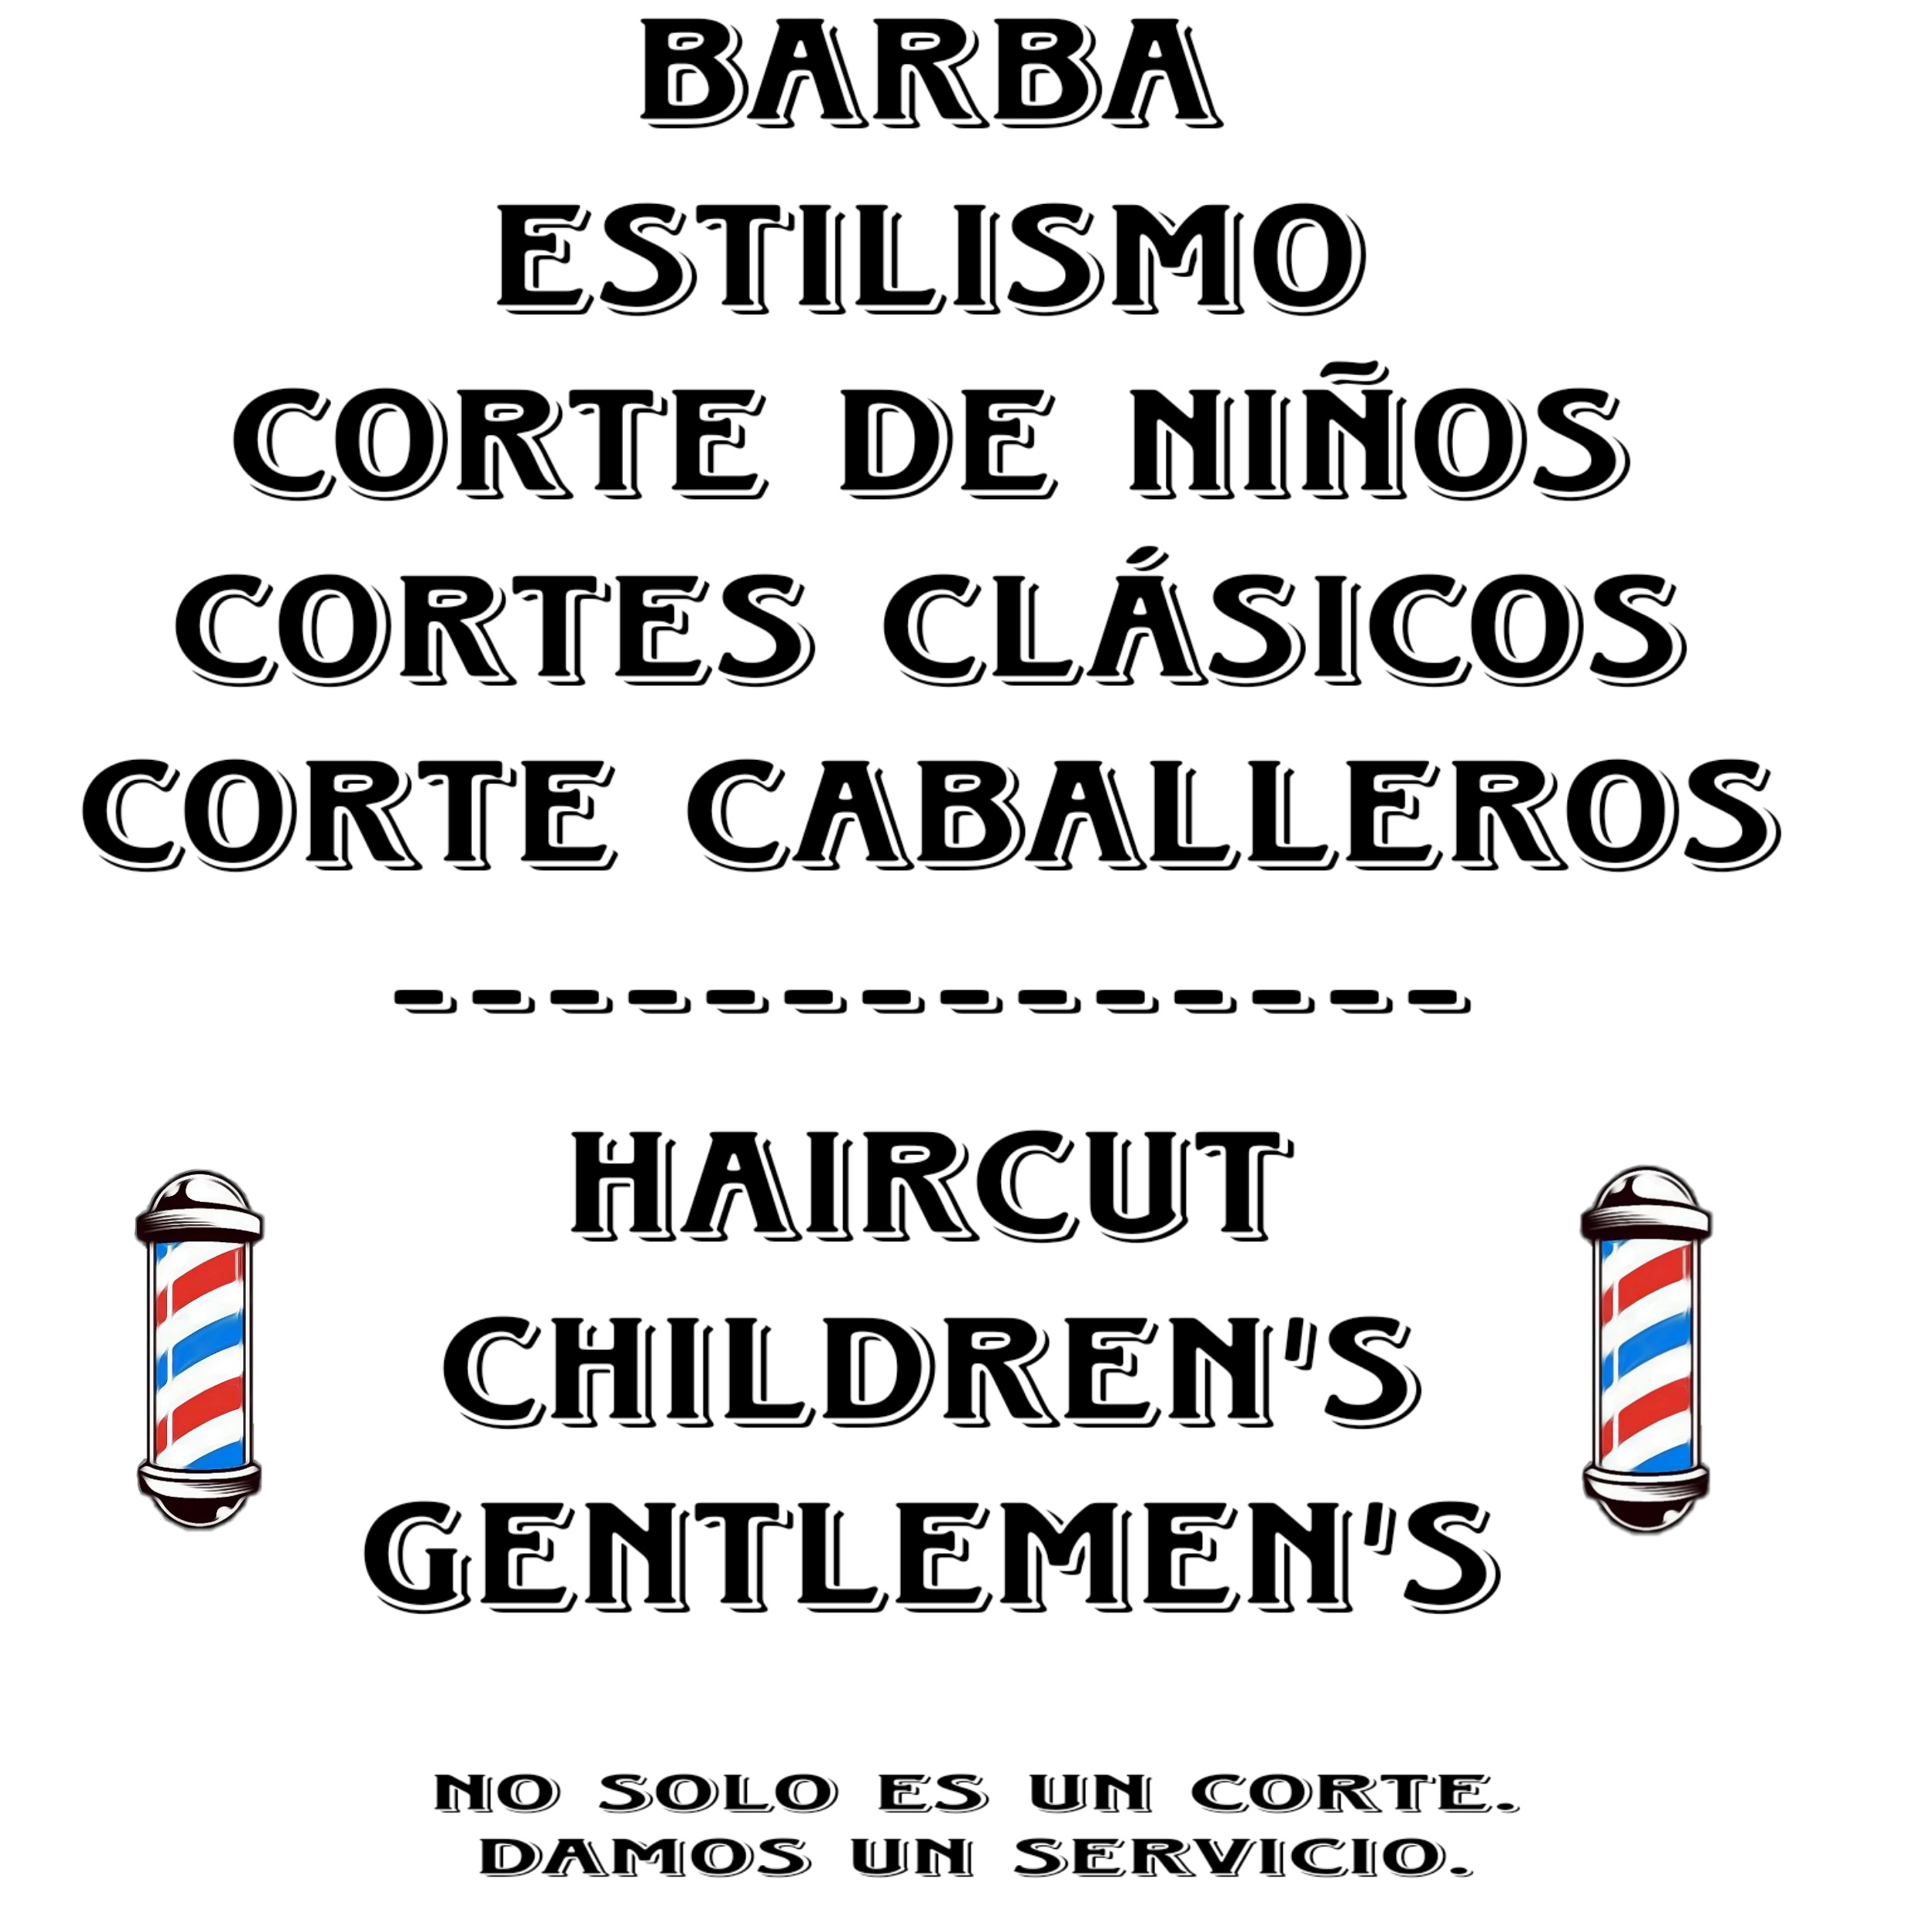 BARBA
ESTILISMO
CORTE DE NIÑOS
CORTES CLÁSICOS
CORTE CABALLEROS
--------------
HAIRCUT
CHILDREN'S
GENTLEMEN'S
NO SOLO ES UN CORTE.
DAMOS UN SERVICIO.